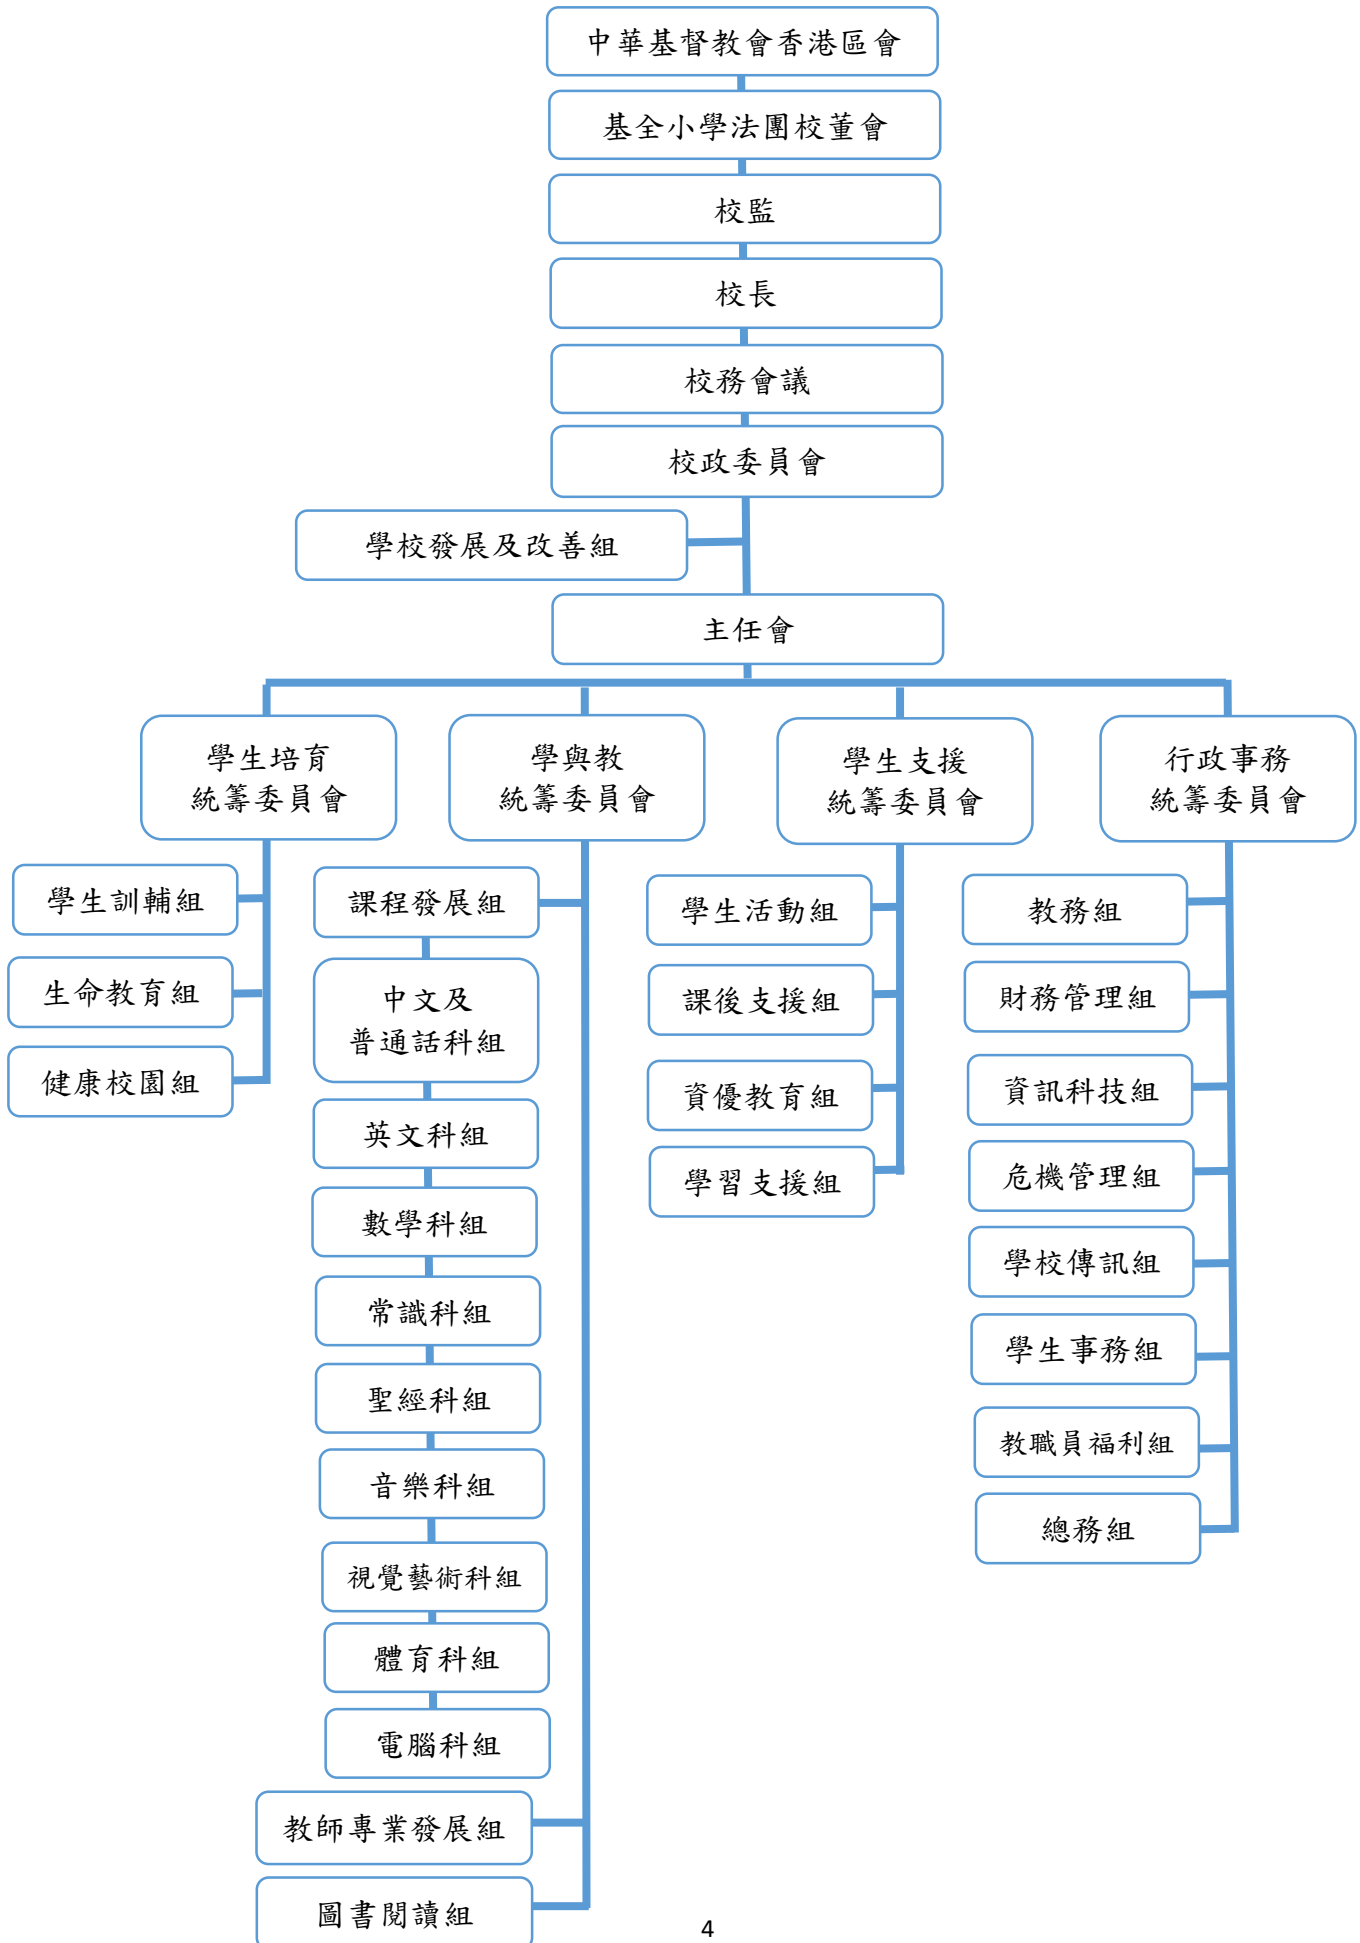 中華基督教會香港區會
基全小學法團校董會
校監
校長
校務會議
校政委員會
學校發展及改善組
主任會
學生培育
統籌委員會
學與教
統籌委員會
學生支援
統籌委員會
行政事務
統籌委員會
學生訓輔組
生命教育組
健康校園組
課程發展組
中文及
普通話科組
英文科組
數學科組
常識科組
聖經科組
音樂科組
視覺藝術科組
體育科組
電腦科組
教師專業發展組
圖書閱讀組
學生活動組
課後支援組
資優教育組
學習支援組
教務組
財務管理組
資訊科技組
危機管理組
學校傳訊組
學生事務組
教職員福利組
總務組
4